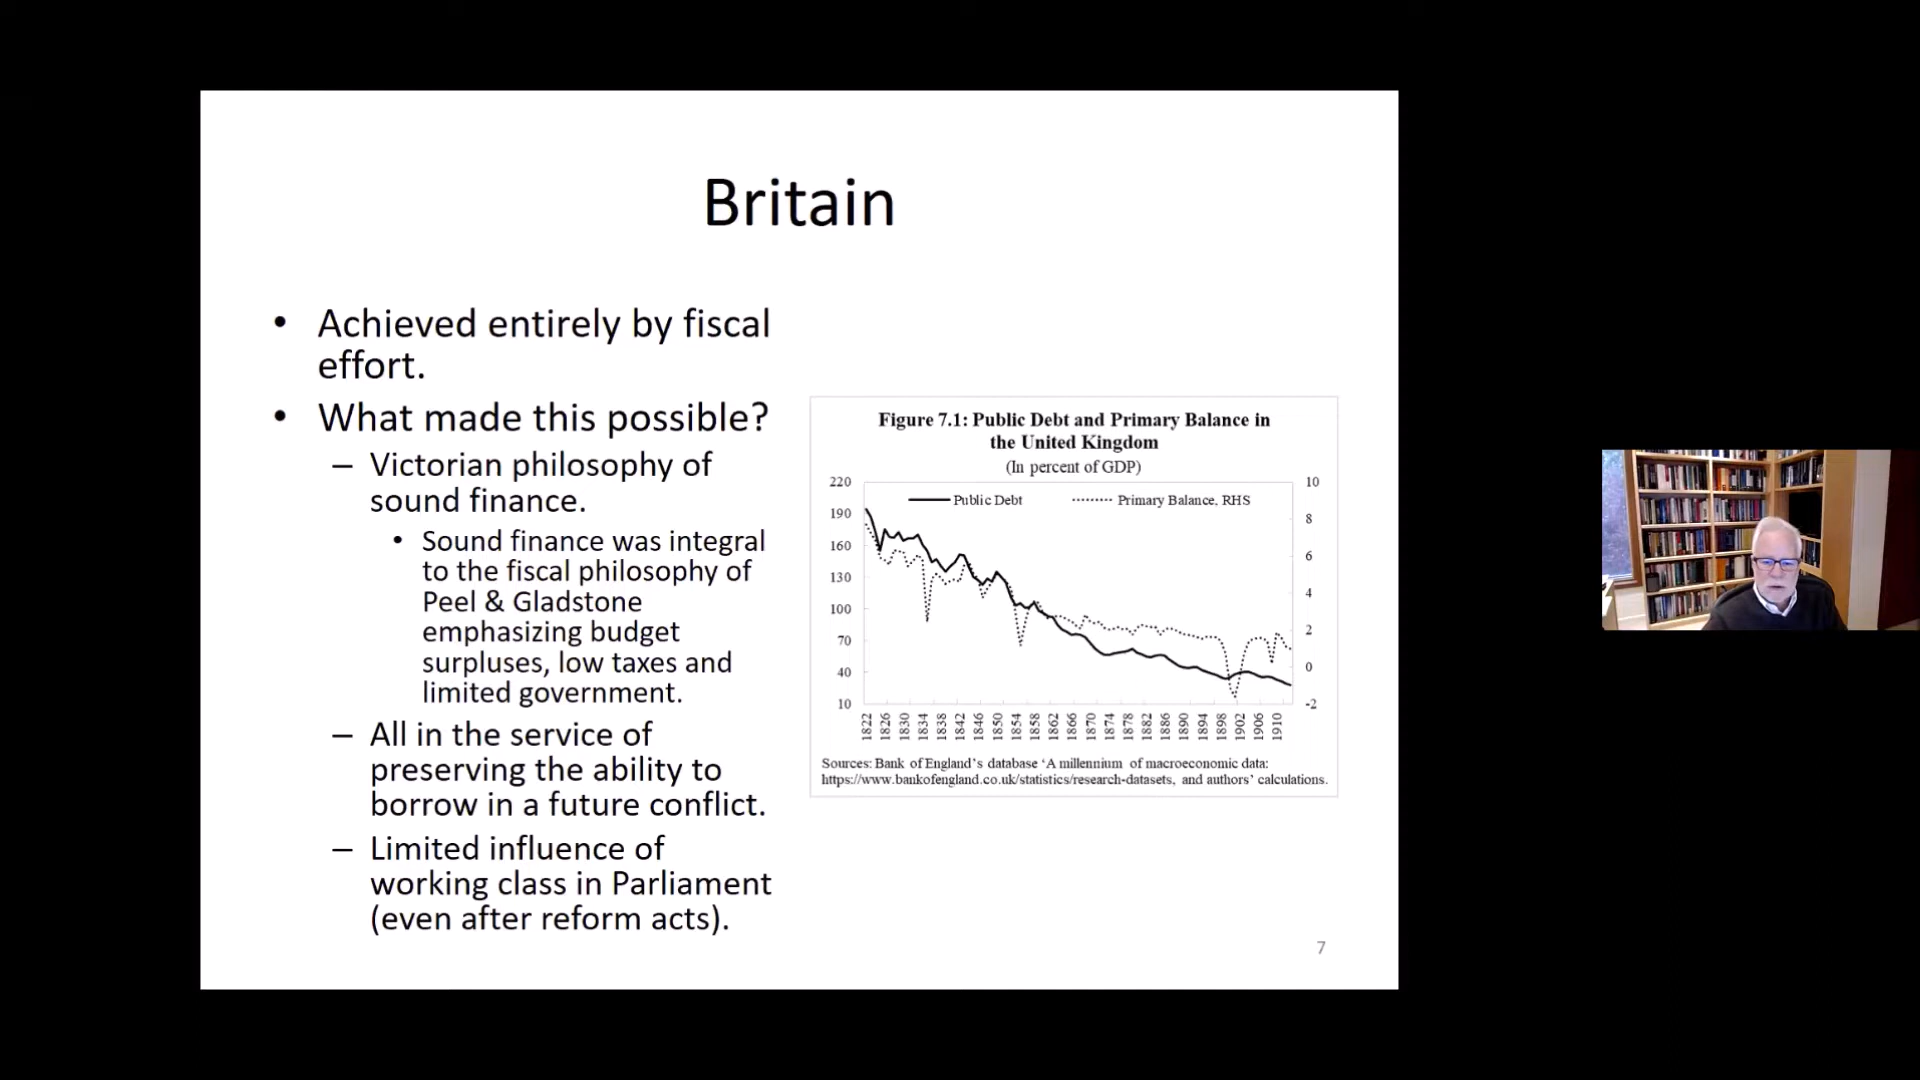 Britain
• Achieved entirely by fiscal
effort.
• What made this possible?
– Victorian philosophy of
sound finance.
• Sound finance was integral
to the fiscal philosophy of
Peel & Gladstone
emphasizing budget
surpluses, low taxes and
limited government.
– All in the service of
preserving the ability to
borrow in a future conflict.
– Limited influence of
working class in Parliament
(even after reform acts).
Figure 7.1: Public Debt and Primary Balance in
the United Kingdom
(In percent of GDP)
Public Debt
Primary Balance, RHS
220
190
160
130
100
70
40
10
10
8
6
4
2
0
-2
1822
1826
1830
1834
1838
1842
1846
1850
1854
1858
1862
1866
1870
1874
1878
1882
1886
1890
1894
1898
1902
1906
1910
Sources: Bank of England's database 'A millennium of macroeconomic data:
https://www.bankofengland.co.uk/statistics/research-datasets, and authors' calculations.
7